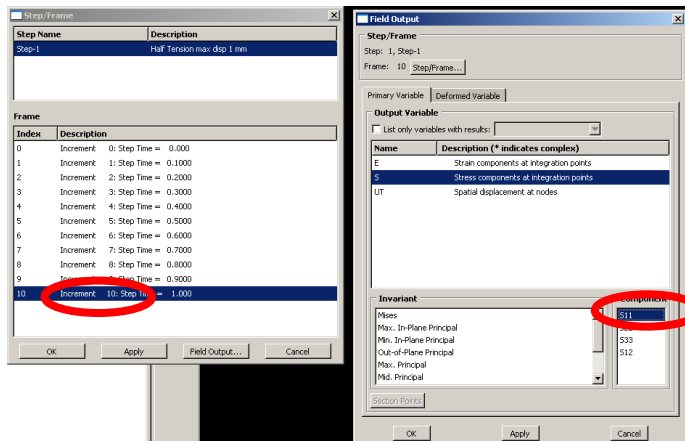 Step/Frame
Step Name Description
Step-1 Half Tension max disp 1 mm
Frame
Index Description
0 Increment 0: Step Time = 0.000
1 Increment 1: Step Time = 0.1000
2 Increment 2: Step Time = 0.2000
3 Increment 3: Step Time = 0.3000
4 Increment 4: Step Time = 0.4000
5 Increment 5: Step Time = 0.5000
6 Increment 6: Step Time = 0.6000
7 Increment 7: Step Time = 0.7000
8 Increment 8: Step Time = 0.8000
9 Increment Step Time = 0.9000
10 Increment 10: Step Time = 1.000
OK Apply Field Output... Cancel
Field Output
Step/Frame
Step: 1, Step-1
Frame: 10 Step/Frame...
Primary Variable Deformed Variable
Output Variable
List only variables with results:
Name Description (* indicates complex)
E Strain components at integration points
S Stress components at integration points
UT Spatial displacement at nodes
Invariant Component
Mises
Max. In-Plane Principal
Min. In-Plane Principal
Out-of-Plane Principal
Max. Principal
Mid. Principal
S11
S33
S12
Section Points
OK Apply Cancel